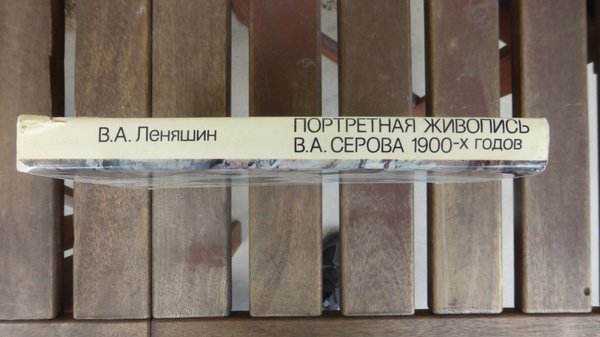 В.А. Леняшин
ПОРТРЕТНАЯ ЖИВОПИСЬ
В.А. СЕРОВА 1900-х годов